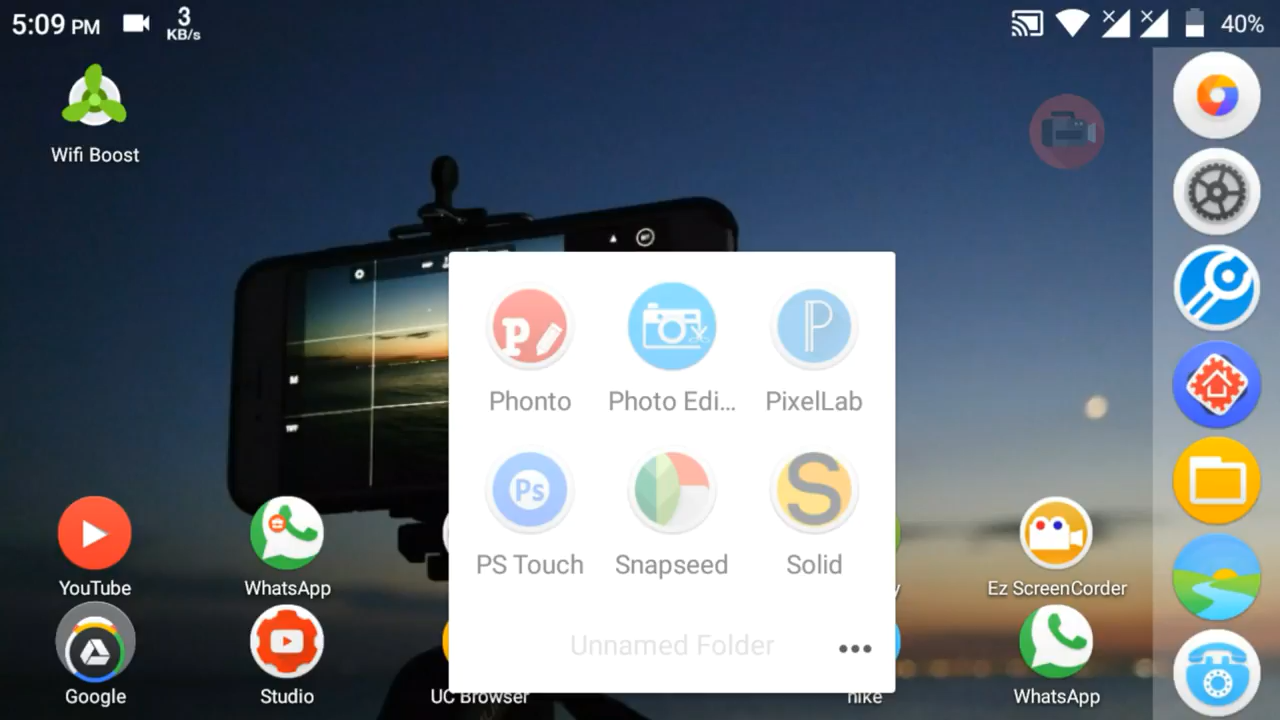 5:09 PM
3
KB/s
40%
Wifi Boost
Phonto
Photo Edi...
PixelLab
Ps
PS Touch
Snapseed
Solid
Unnamed Folder
YouTube
WhatsApp
Ez ScreenCorder
Google
Studio
UC Browser
hike
WhatsApp